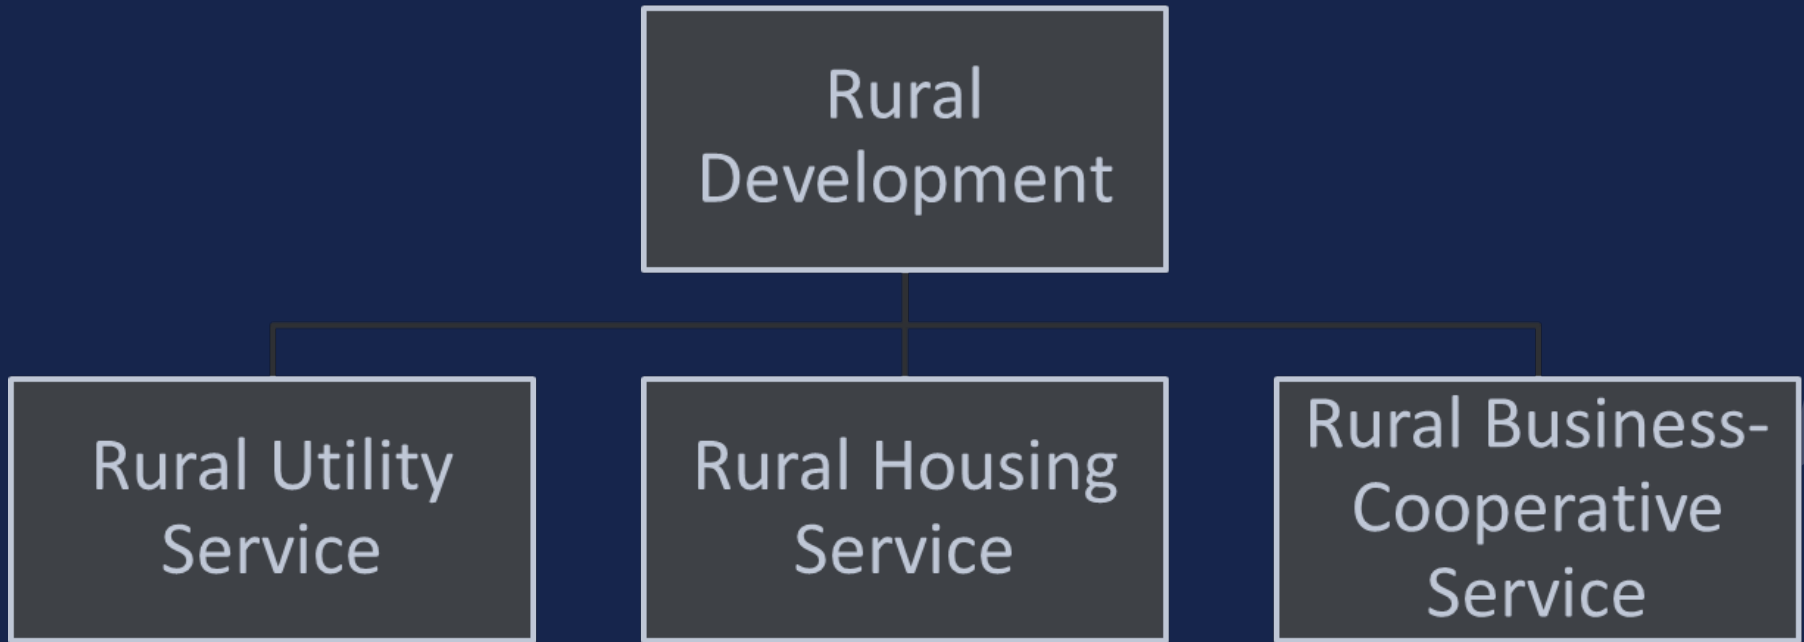 Rural
Development
Rural Utility
Service
Rural Housing
Service
Rural Business-
Cooperative
Service